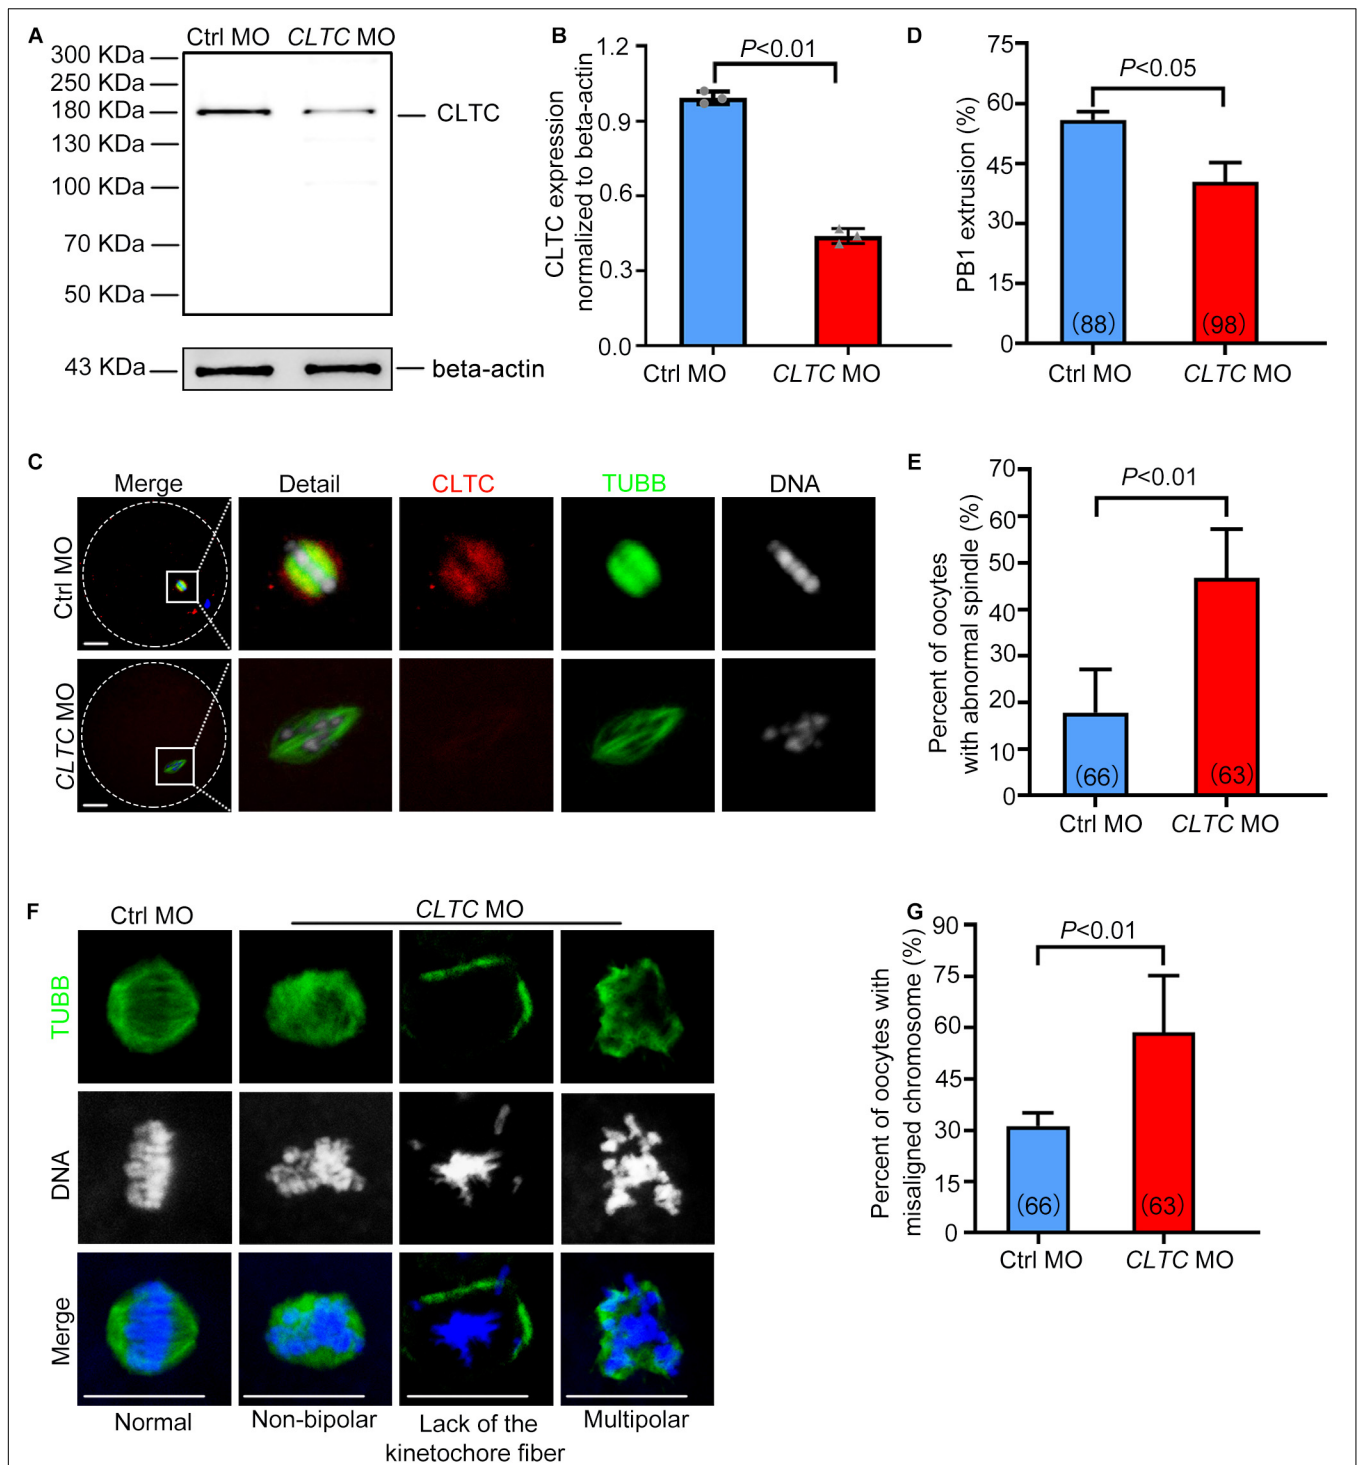 A
Ctrl MO CLTC MO
300 KDa
250 KDa
180 KDa
130 KDa
100 KDa
70 KDa
50 KDa
43 KDa
CLTC
beta-actin
B
CLTC expression
normalized to beta-actin
1.2
0.9
0.6
0.3
0.0
P<0.01
Ctrl MO CLTC MO
D
PB1 extrusion (%)
75
60
45
30
15
0
P<0.05
(88) (98)
Ctrl MO CLTC MO
C
Merge Detail CLTC TUBB DNA
Ctrl MO
CLTC MO
E
Percent of oocytes
with abnormal spindle (%)
70
60
50
40
30
20
10
0
P<0.01
(66) (63)
Ctrl MO CLTC MO
F
Ctrl MO CLTC MO
TUBB
DNA
Merge
Normal Non-bipolar Lack of the Multipolar
kinetochore fiber
G
Percent of oocytes with
misaligned chromosome (%)
90
75
60
45
30
15
0
P<0.01
(66) (63)
Ctrl MO CLTC MO